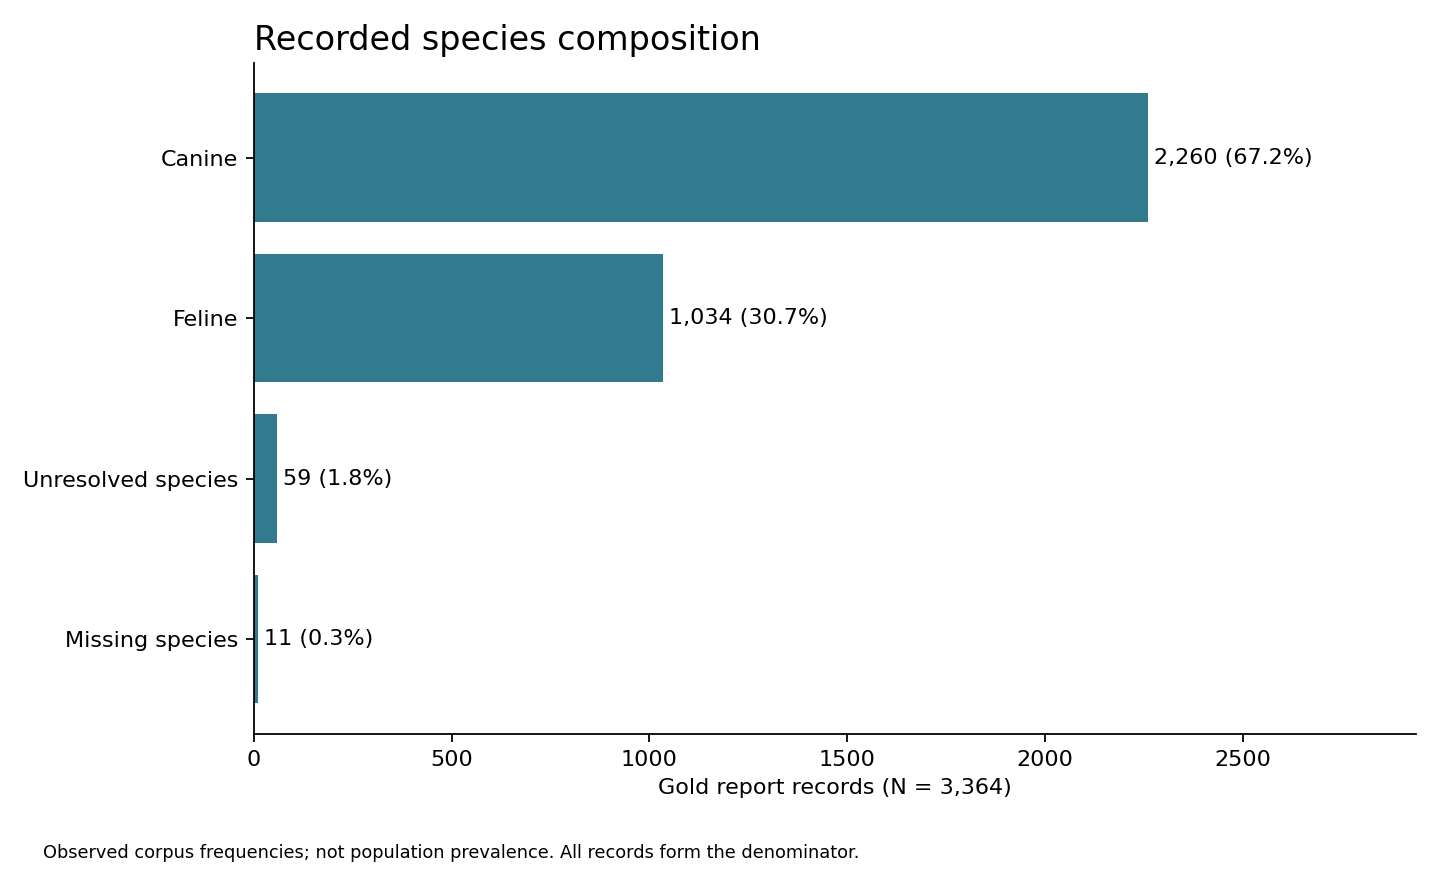 Recorded species composition
Canine
2,260 (67.2%)
Feline
1,034 (30.7%)
Unresolved species
59 (1.8%)
Missing species
11 (0.3%)
0 500 1000 1500 2000 2500
Gold report records (N = 3,364)
Observed corpus frequencies; not population prevalence. All records form the denominator.